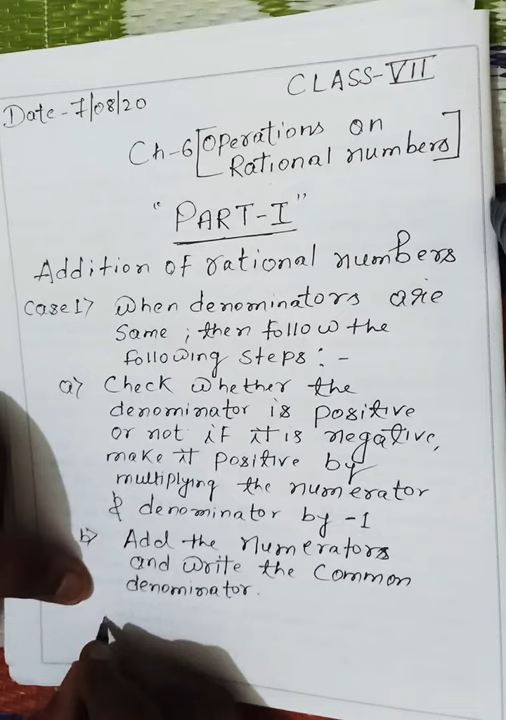 CLASS-VII
Date-7/08/20
Ch-6[Operations on
Rational numbers]
"PART-I"
Addition of rational numbers
Case 1> When denominators are
same ; then follow the
following steps : -
a> Check whether the
denominator is positive
or not if it is negative,
make it positive by
multiplying the numerator
& denominator by -1
b> Add the numerators
and write the common
denominator.